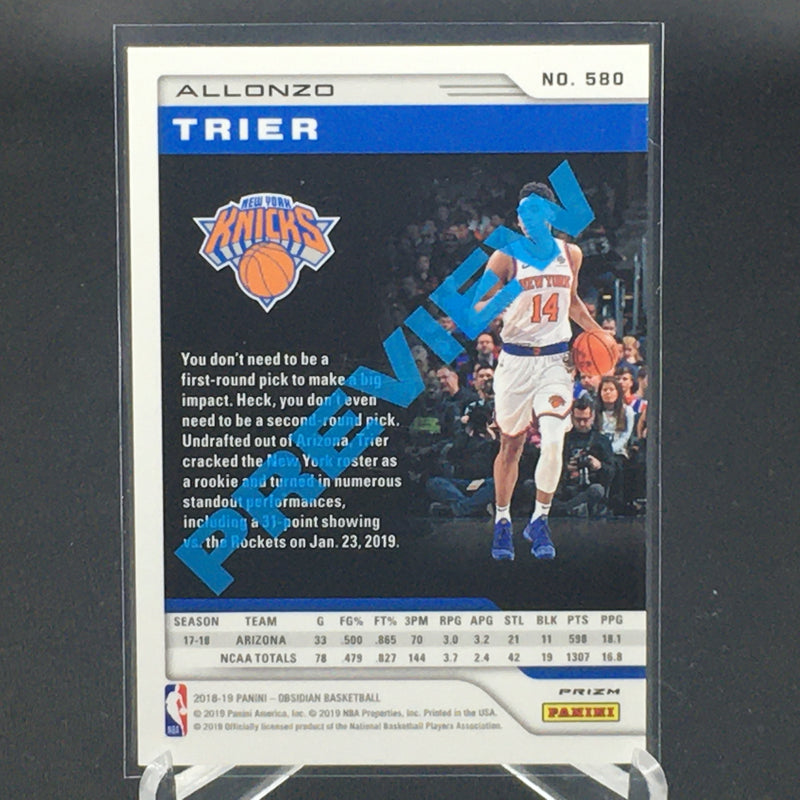 ALLONZO
NO. 580
TRIER
NEW YORK
KNICKS
PREVIEW
NEW YORK
14
You don't need to be a
first-round pick to make a big
impact. Heck, you don't even
need to be a second-round pick.
Undrafted out of Arizona, Trier
cracked the New York roster as
a rookie and turned in numerous
standout performances,
including a 31-point showing
vs. the Rockets on Jan. 23, 2019.
SEASON TEAM G FG% FT% 3PM RPG APG STL BLK PTS PPG
17-18 ARIZONA 33 .500 .865 70 3.0 3.2 21 11 598 18.1
NCAA TOTALS 78 .479 .827 144 3.7 2.4 42 19 1307 16.8
2018-19 PANINI – OBSIDIAN BASKETBALL
© 2019 Panini America, Inc. © 2019 NBA Properties, Inc. Printed in the USA.
© 2019 Officially licensed product of the National Basketball Players Association.
PRIZM
PANINI
NBA